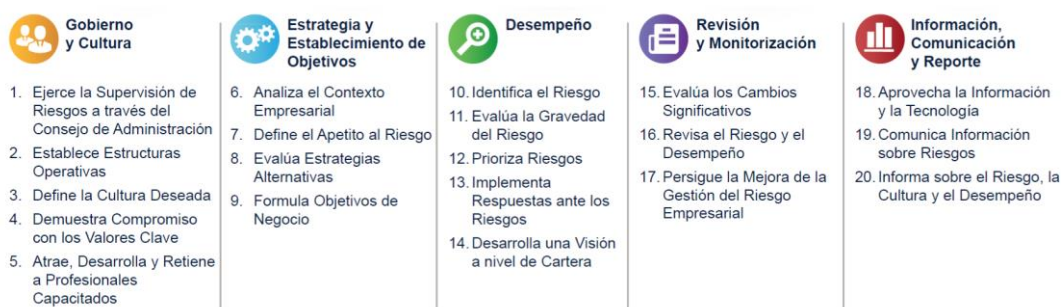 Gobierno
y Cultura
1. Ejerce la Supervisión de
Riesgos a través del
Consejo de Administración
2. Establece Estructuras
Operativas
3. Define la Cultura Deseada
4. Demuestra Compromiso
con los Valores Clave
5. Atrae, Desarrolla y Retiene
a Profesionales
Capacitados
Estrategia y
Establecimiento de
Objetivos
6. Analiza el Contexto
Empresarial
7. Define el Apetito al Riesgo
8. Evalúa Estrategias
Alternativas
9. Formula Objetivos de
Negocio
Desempeño
10. Identifica el Riesgo
11. Evalúa la Gravedad
del Riesgo
12. Prioriza Riesgos
13. Implementa
Respuestas ante los
Riesgos
14. Desarrolla una Visión
a nivel de Cartera
Revisión
y Monitorización
15. Evalúa los Cambios
Significativos
16. Revisa el Riesgo y el
Desempeño
17. Persigue la Mejora de la
Gestión del Riesgo
Empresarial
Información,
Comunicación
y Reporte
18. Aprovecha la Información
y la Tecnología
19. Comunica Información
sobre Riesgos
20. Informa sobre el Riesgo, la
Cultura y el Desempeño